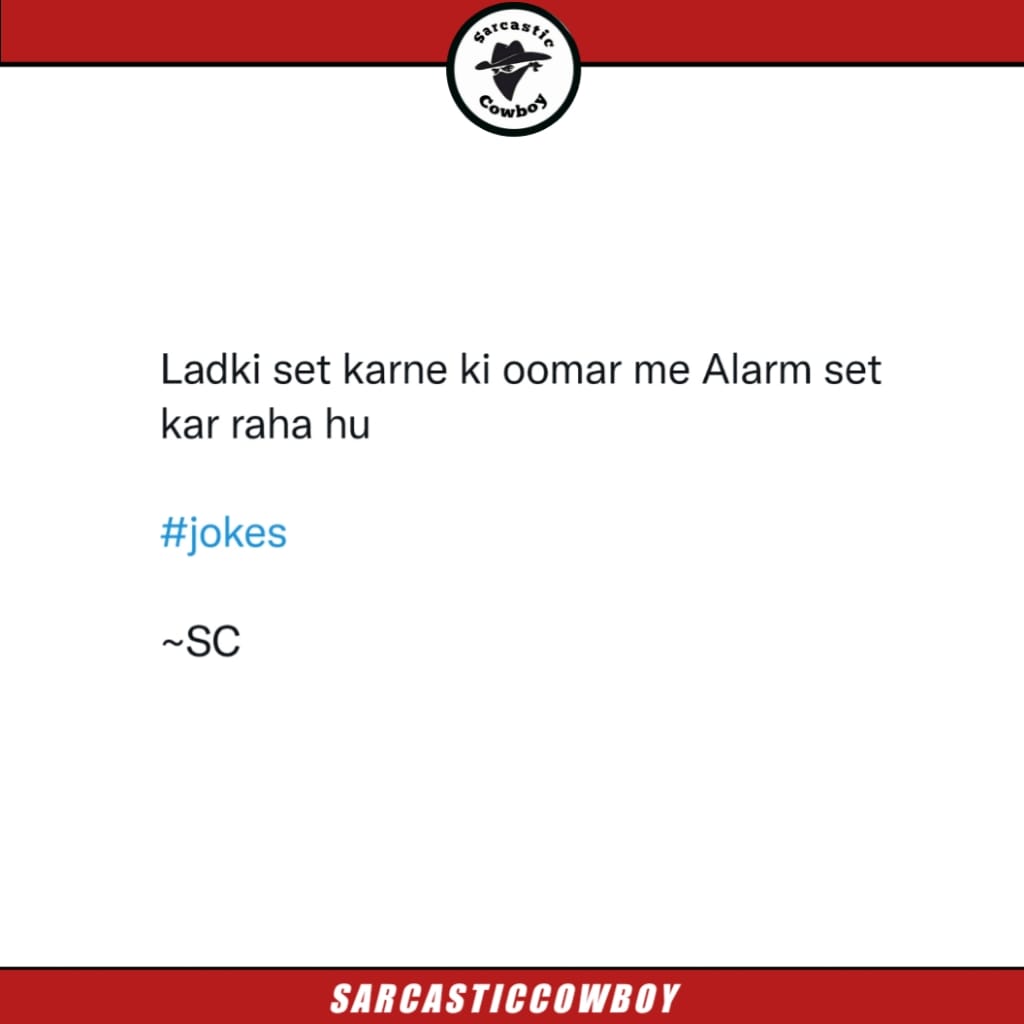 Sarcastic
Cowboy
Ladki set karne ki oomar me Alarm set
kar raha hu
#jokes
~SC
SARCASTICCOWBOY